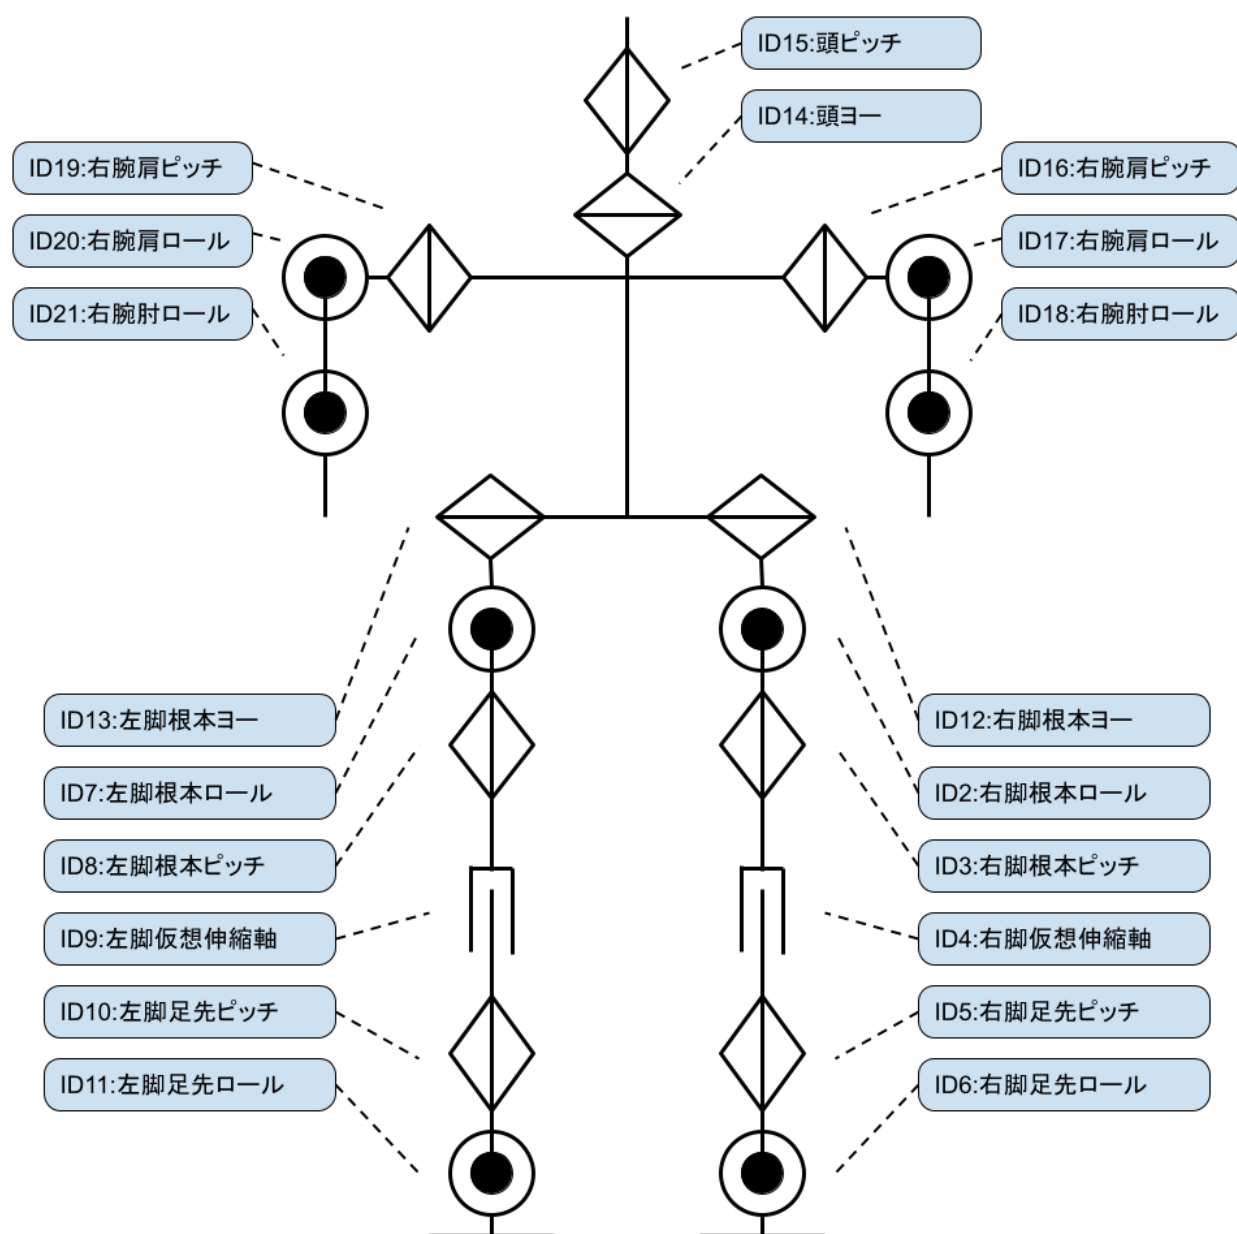 ID15:頭ピッチ
ID14:頭ヨー
ID19:右腕肩ピッチ
ID20:右腕肩ロール
ID21:右腕肘ロール
ID16:右腕肩ピッチ
ID17:右腕肩ロール
ID18:右腕肘ロール
ID13:左脚根本ヨー
ID7:左脚根本ロール
ID8:左脚根本ピッチ
ID9:左脚仮想伸縮軸
ID10:左脚足先ピッチ
ID11:左脚足先ロール
ID12:右脚根本ヨー
ID2:右脚根本ロール
ID3:右脚根本ピッチ
ID4:右脚仮想伸縮軸
ID5:右脚足先ピッチ
ID6:右脚足先ロール